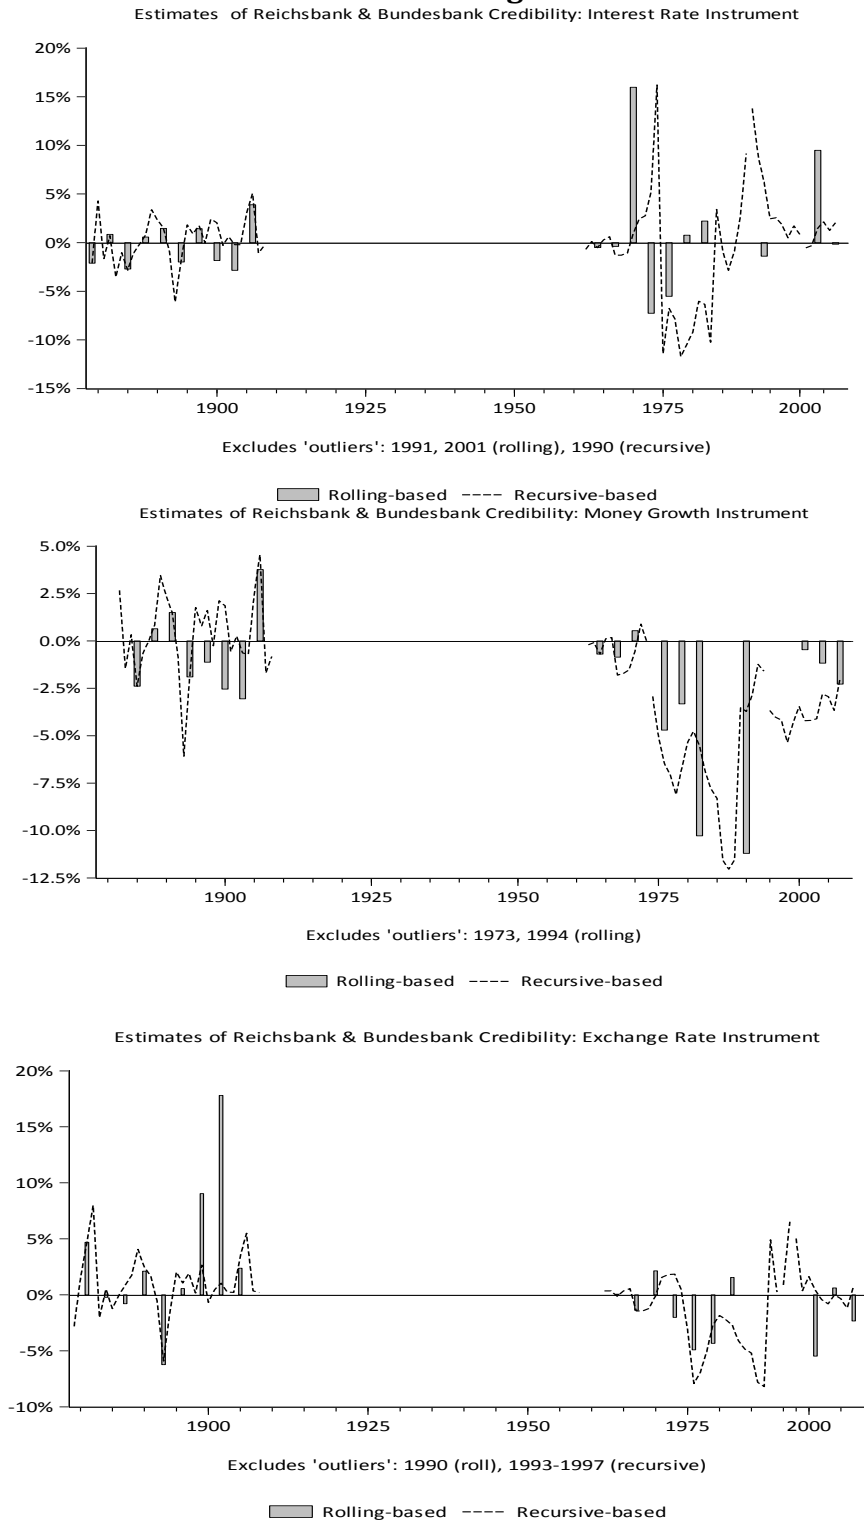 Estimates of Reichsbank & Bundesbank Credibility: Interest Rate Instrument
20%
15%
10%
5%
0%
-5%
-10%
-15%
1900 1925 1950 1975 2000
Excludes 'outliers': 1991, 2001 (rolling), 1990 (recursive)
Rolling-based Recursive-based
Estimates of Reichsbank & Bundesbank Credibility: Money Growth Instrument
5.0%
2.5%
0.0%
-2.5%
-5.0%
-7.5%
-10.0%
-12.5%
1900 1925 1950 1975 2000
Excludes 'outliers': 1973, 1994 (rolling)
Rolling-based Recursive-based
Estimates of Reichsbank & Bundesbank Credibility: Exchange Rate Instrument
20%
15%
10%
5%
0%
-5%
-10%
1900 1925 1950 1975 2000
Excludes 'outliers': 1990 (roll), 1993-1997 (recursive)
Rolling-based Recursive-based